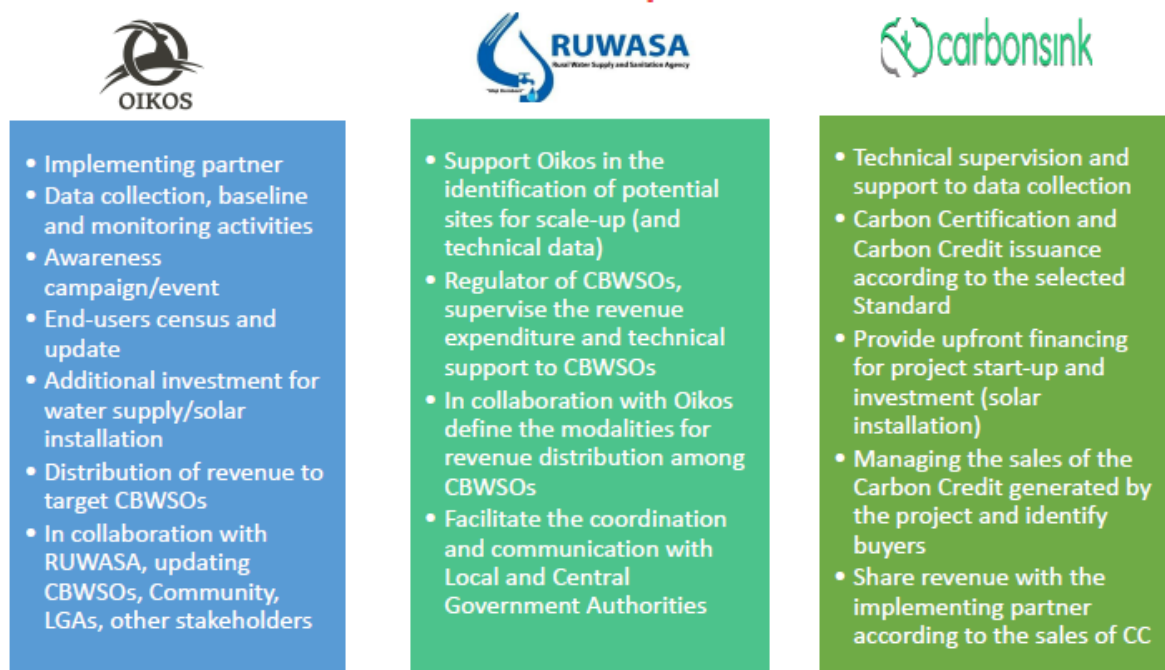 OIKOS
• Implementing partner
• Data collection, baseline
and monitoring activities
• Awareness
campaign/event
• End-users census and
update
• Additional investment for
water supply/solar
installation
• Distribution of revenue to
target CBWSOs
• In collaboration with
RUWASA, updating
CBWSOs, Community,
LGAs, other stakeholders
RUWASA
Rural Water Supply and Sanitation Agency
• Support Oikos in the
identification of potential
sites for scale-up (and
technical data)
• Regulator of CBWSOs,
supervise the revenue
expenditure and technical
support to CBWSOs
• In collaboration with Oikos
define the modalities for
revenue distribution among
CBWSOs
• Facilitate the coordination
and communication with
Local and Central
Government Authorities
carbonsink
• Technical supervision and
support to data collection
• Carbon Certification and
Carbon Credit issuance
according to the selected
Standard
• Provide upfront financing
for project start-up and
investment (solar
installation)
• Managing the sales of the
Carbon Credit generated by
the project and identify
buyers
• Share revenue with the
implementing partner
according to the sales of CC